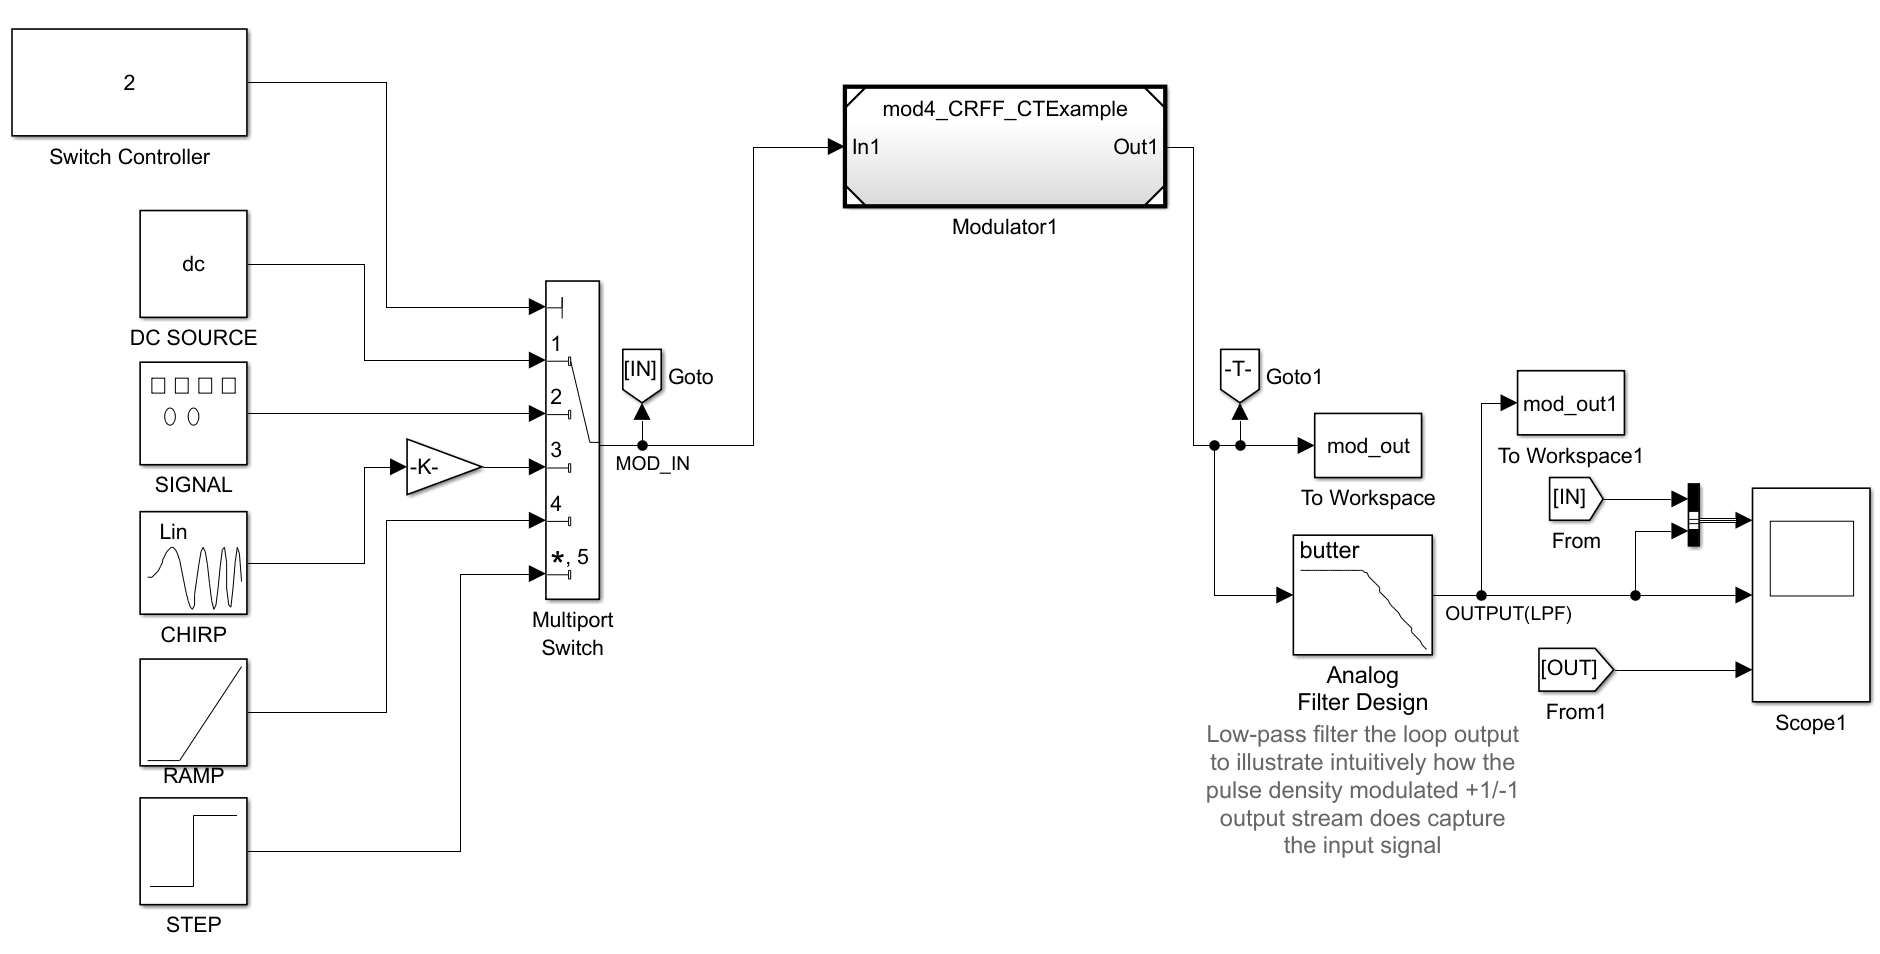 2
Switch Controller
dc
DC SOURCE
SIGNAL
Lin
CHIRP
RAMP
STEP
-K-
1
2
3
4
*, 5
Multiport
Switch
[IN]
Goto
MOD_IN
mod4_CRFF_CTExample
In1
Out1
Modulator1
-T-
Goto1
mod_out
To Workspace
butter
Analog
Filter Design
Low-pass filter the loop output
to illustrate intuitively how the
pulse density modulated +1/-1
output stream does capture
the input signal
OUTPUT(LPF)
mod_out1
To Workspace1
[IN]
From
[OUT]
From1
Scope1